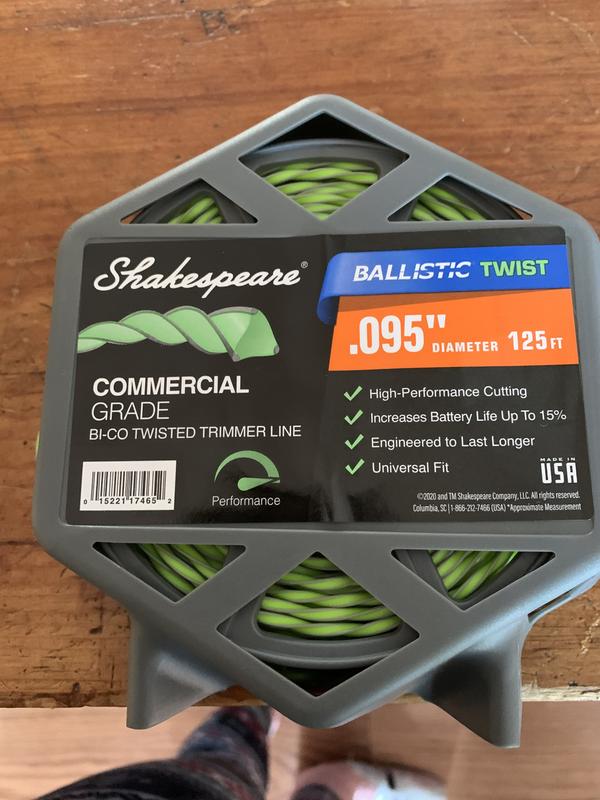 Shakespeare®
BALLISTIC TWIST
.095" DIAMETER 125 FT
COMMERCIAL
GRADE
BI-CO TWISTED TRIMMER LINE
High-Performance Cutting
Increases Battery Life Up To 15%
Engineered to Last Longer
Universal Fit
0 15221 17465 2
Performance
MADE IN
USA
©2020 and TM Shakespeare Company, LLC. All rights reserved.
Columbia, SC | 1-866-212-7466 (USA) *Approximate Measurement